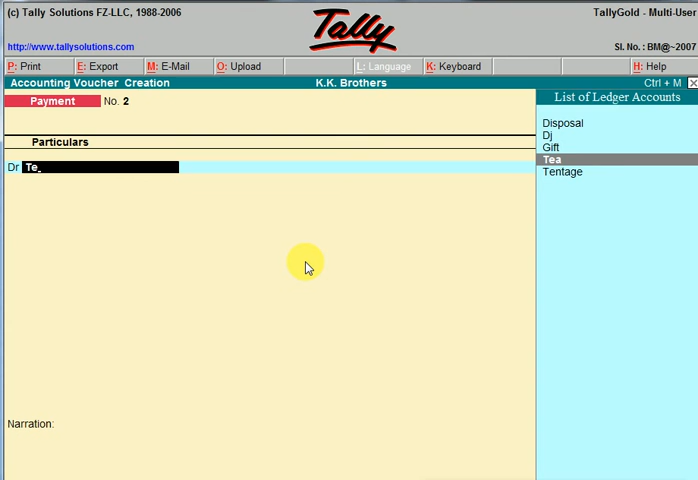 (c) Tally Solutions FZ-LLC, 1988-2006
Tally
TallyGold - Multi-User
http://www.tallysolutions.com
Sl. No. : BM@~2007
P: Print E: Export M: E-Mail O: Upload L: Language K: Keyboard H: Help
Accounting Voucher Creation K.K. Brothers Ctrl + M X
Payment No. 2
List of Ledger Accounts
Particulars
Disposal
Dj
Gift
Tea
Tentage
Dr Te_
Narration: